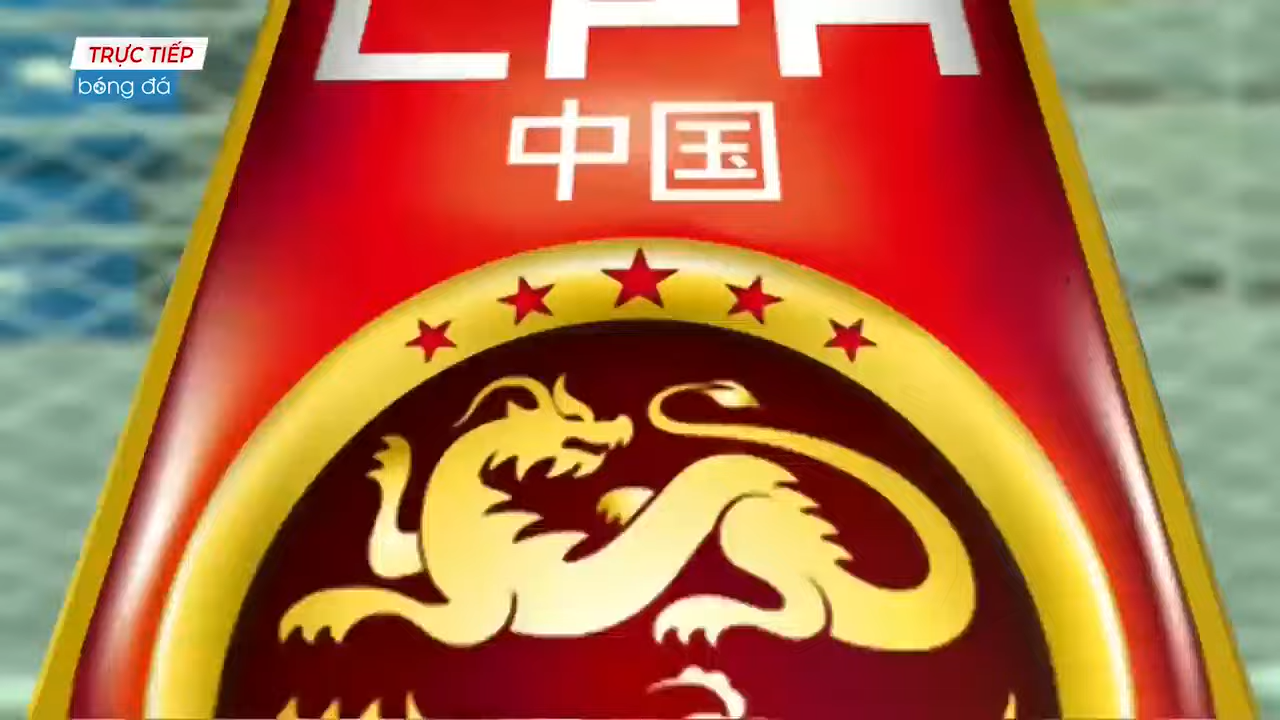 TRỰC TIẾP
bóng đá
中国